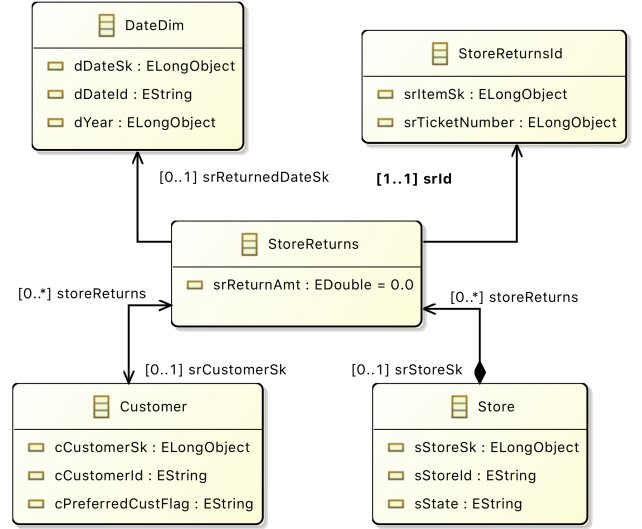 DateDim
dDateSk : ELongObject
dDateId : EString
dYear : ELongObject
StoreReturnsId
srItemSk : ELongObject
srTicketNumber : ELongObject
[0..1] srReturnedDateSk
[1..1] srId
StoreReturns
srReturnAmt : EDouble = 0.0
[0..*] storeReturns
[0..*] storeReturns
[0..1] srCustomerSk
[0..1] srStoreSk
Customer
cCustomerSk : ELongObject
cCustomerId : EString
cPreferredCustFlag : EString
Store
sStoreSk : ELongObject
sStoreId : EString
sState : EString